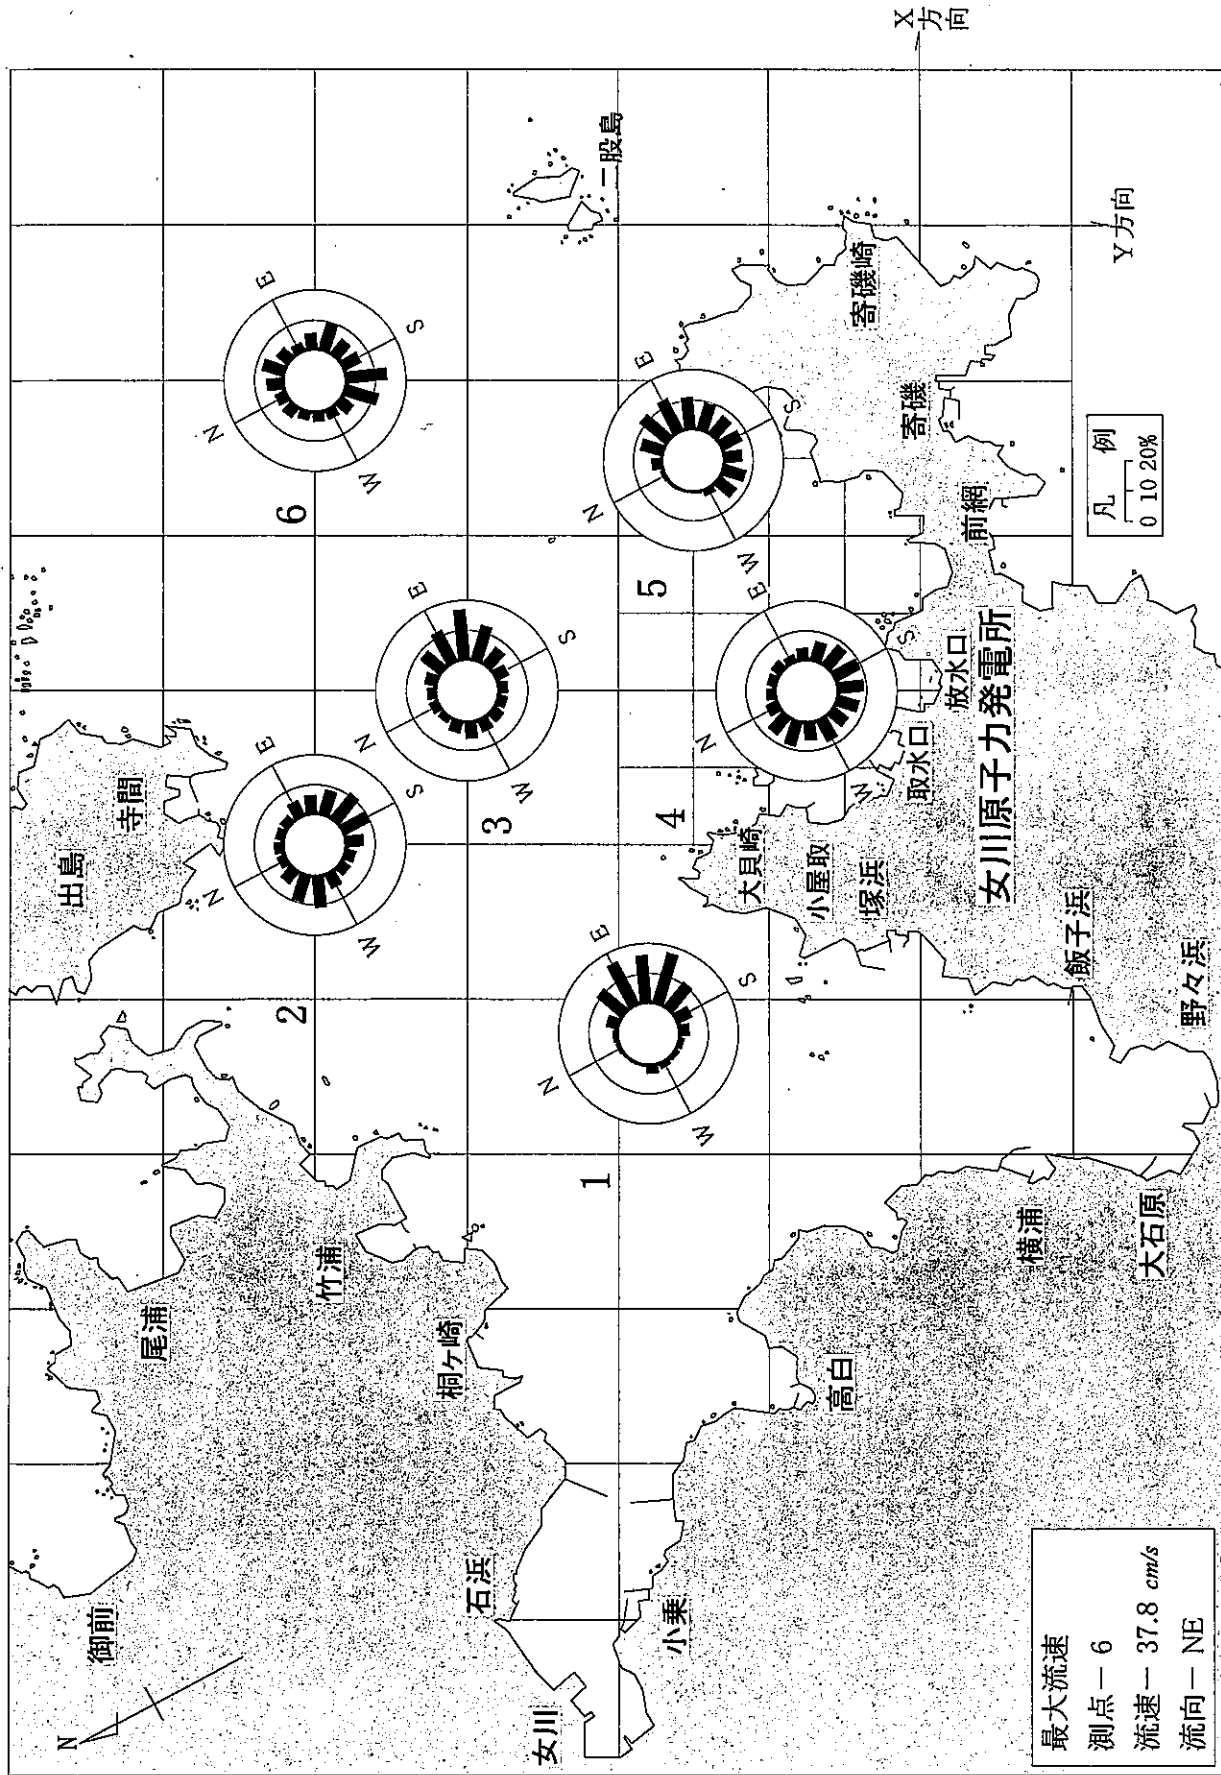 N
御前
尾浦
竹浦
桐ヶ崎
石浜
女川
小乗
高白
横浦
大石原
野々浜
飯子浜
塚浜
小屋取
大貝崎
出島
寺間
二股島
寄磯崎
寄磯
前網
取水口
放水口
女川原子力発電所
1
N
E
S
W
2
N
E
S
W
3
N
E
S
W
4
N
E
S
W
5
N
E
S
W
6
N
E
S
W
X方向
Y方向
凡 例
0 10 20%
最大流速
測点－6
流速－37.8 cm/s
流向－NE